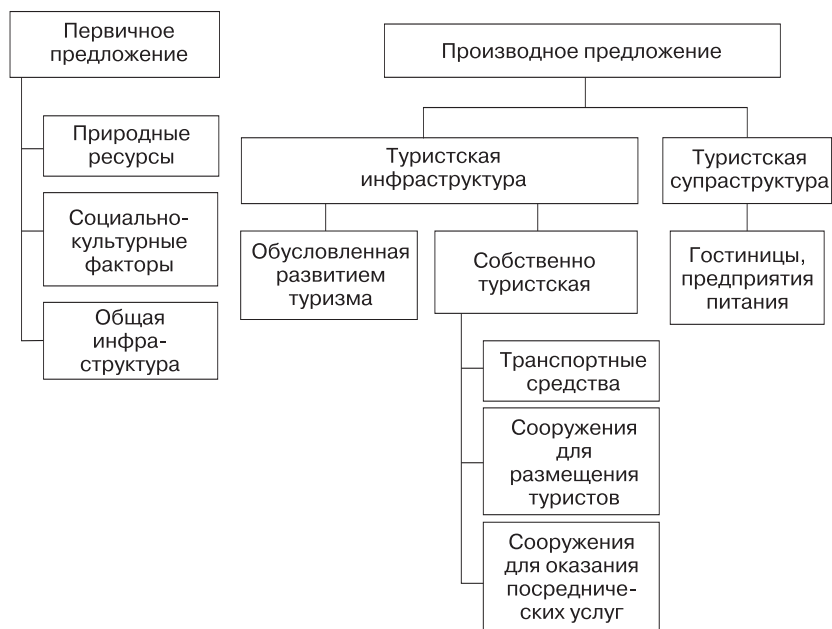 Первичное
предложение
Производное предложение
Природные
ресурсы
Туристская
инфраструктура
Туристская
супраструктура
Социально-
культурные
факторы
Обусловленная
развитием
туризма
Собственно
туристская
Гостиницы,
предприятия
питания
Общая
инфра-
структура
Транспортные
средства
Сооружения
для
размещения
туристов
Сооружения
для оказания
посредниче-
ских услуг